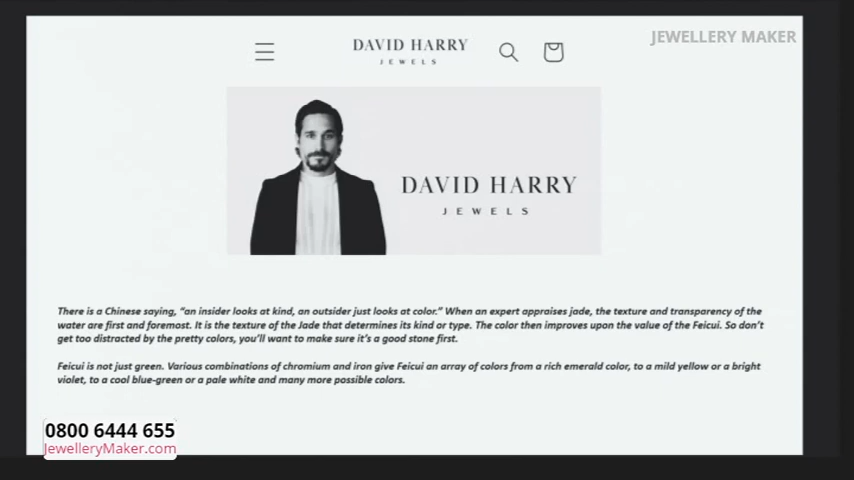 JEWELLERY MAKER
DAVID HARRY
JEWELS
DAVID HARRY
JEWELS
There is a Chinese saying, "an insider looks at kind, an outsider just looks at color." When an expert appraises jade, the texture and transparency of the
water are first and foremost. It is the texture of the Jade that determines its kind or type. The color then improves upon the value of the Feicui. So don't
get too distracted by the pretty colors, you'll want to make sure it's a good stone first.
Feicui is not just green. Various combinations of chromium and iron give Feicui an array of colors from a rich emerald color, to a mild yellow or a bright
violet, to a cool blue-green or a pale white and many more possible colors.
0800 6444 655
JewelleryMaker.com